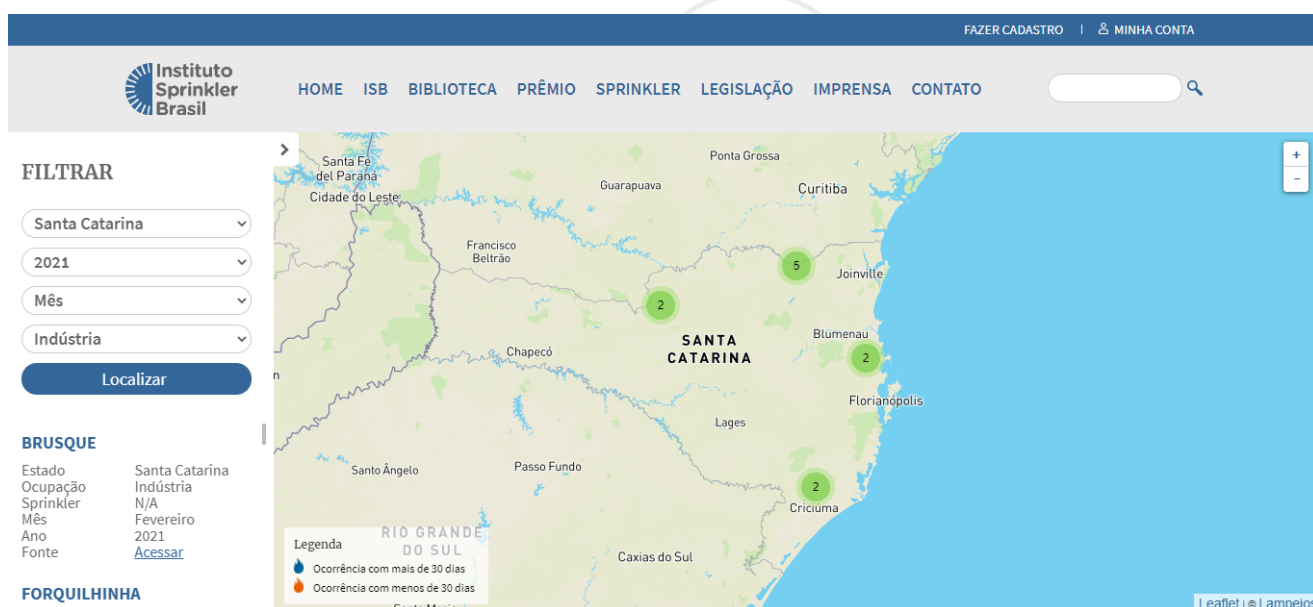 FAZER CADASTRO | MINHA CONTA
Instituto
Sprinkler
Brasil
HOME ISB BIBLIOTECA PRÊMIO SPRINKLER LEGISLAÇÃO IMPRENSA CONTATO
FILTRAR
Santa Catarina
2021
Mês
Indústria
Localizar
BRUSQUE
Estado Santa Catarina
Ocupação Indústria
Sprinkler N/A
Mês Fevereiro
Ano 2021
Fonte Acessar
FORQUILHINHA
Santa Fé
del Paraná
Cidade do Leste
Ponta Grossa
Guarapuava
Curitiba
Francisco
Beltrão
5
Joinville
2
SANTA
CATARINA
Blumenau
Chapecó
2
Florianópolis
Lages
Santo Ângelo
Passo Fundo
2
Criciúma
RIO GRANDE
DO SUL
Caxias do Sul
Legenda
Ocorrência com mais de 30 dias
Ocorrência com menos de 30 dias
Santa Maria
+
-
Leaflet | © Lampejos